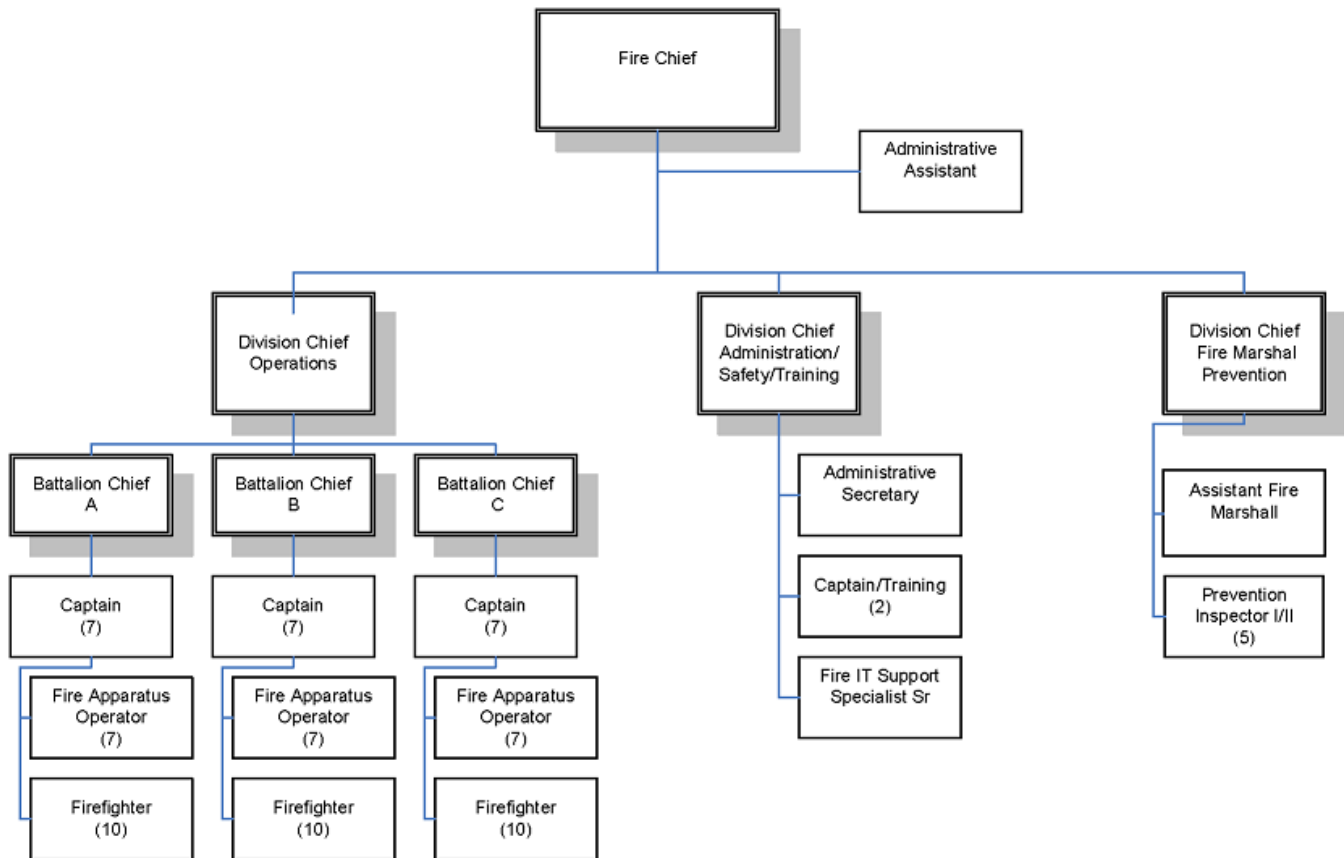 Fire Chief
Administrative
Assistant
Division Chief
Operations
Division Chief
Administration/
Safety/Training
Division Chief
Fire Marshal
Prevention
Battalion Chief
A
Battalion Chief
B
Battalion Chief
C
Administrative
Secretary
Assistant Fire
Marshall
Captain
(7)
Captain
(7)
Captain
(7)
Captain/Training
(2)
Prevention
Inspector I/II
(5)
Fire Apparatus
Operator
(7)
Fire Apparatus
Operator
(7)
Fire Apparatus
Operator
(7)
Fire IT Support
Specialist Sr
Firefighter
(10)
Firefighter
(10)
Firefighter
(10)